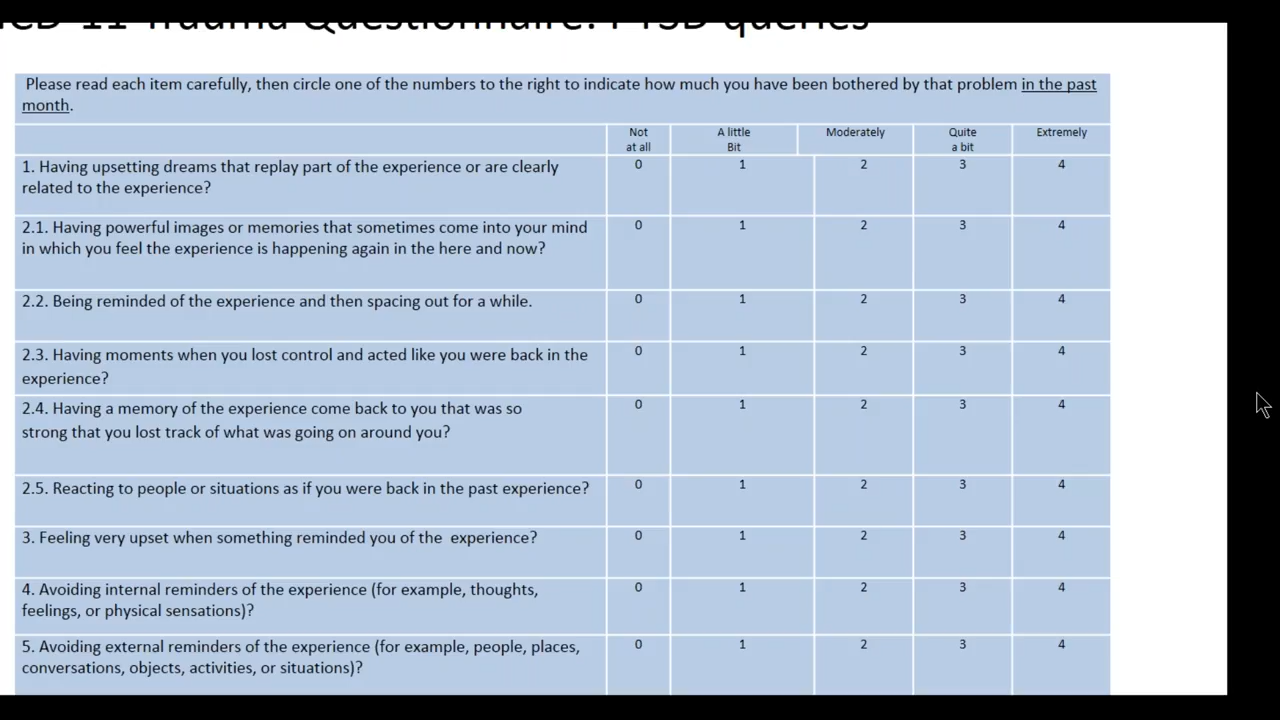 CD-11 Trauma Questionnaire: PTSD queries
Please read each item carefully, then circle one of the numbers to the right to indicate how much you have been bothered by that problem in the past
month.
Not at all A little Bit Moderately Quite a bit Extremely
1. Having upsetting dreams that replay part of the experience or are clearly 0 1 2 3 4
related to the experience?
2.1. Having powerful images or memories that sometimes come into your mind 0 1 2 3 4
in which you feel the experience is happening again in the here and now?
2.2. Being reminded of the experience and then spacing out for a while. 0 1 2 3 4
2.3. Having moments when you lost control and acted like you were back in the 0 1 2 3 4
experience?
2.4. Having a memory of the experience come back to you that was so 0 1 2 3 4
strong that you lost track of what was going on around you?
2.5. Reacting to people or situations as if you were back in the past experience? 0 1 2 3 4
3. Feeling very upset when something reminded you of the experience? 0 1 2 3 4
4. Avoiding internal reminders of the experience (for example, thoughts, 0 1 2 3 4
feelings, or physical sensations)?
5. Avoiding external reminders of the experience (for example, people, places, 0 1 2 3 4
conversations, objects, activities, or situations)?